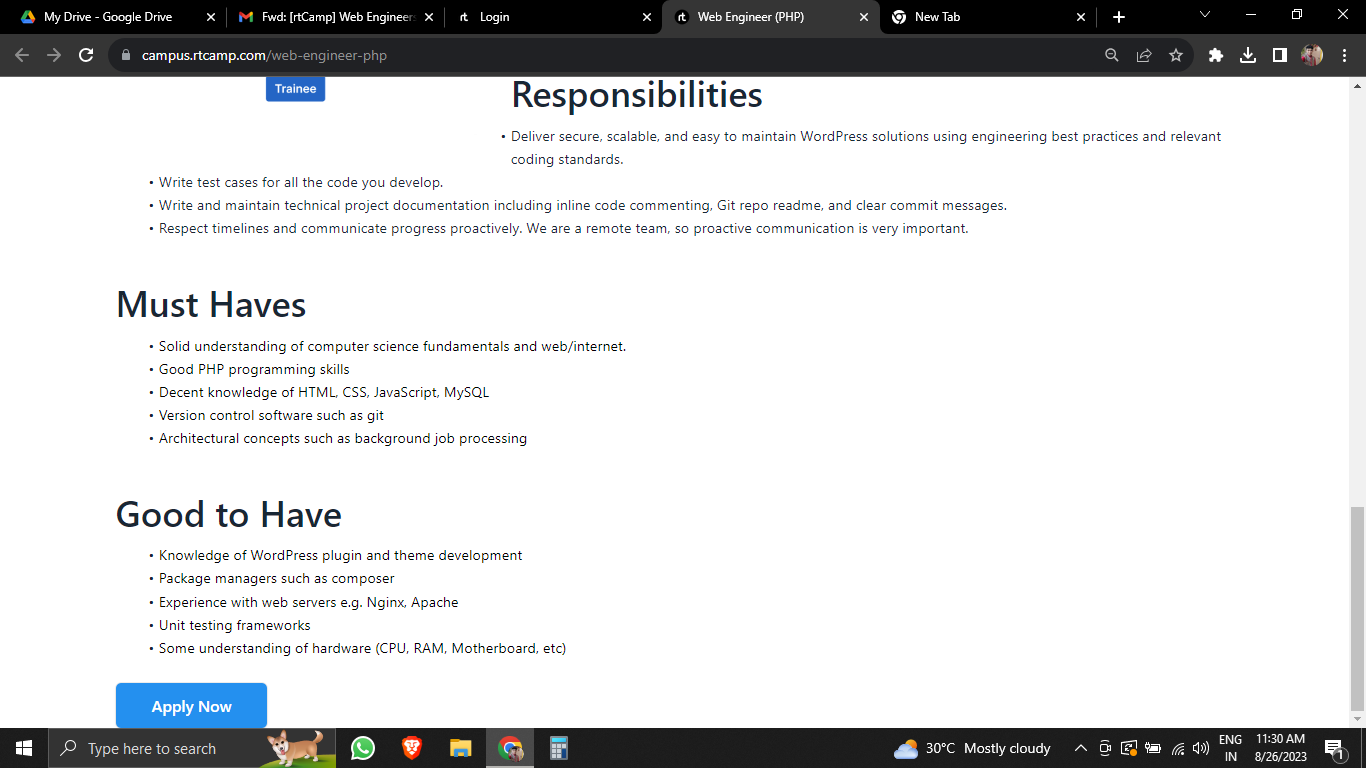 My Drive - Google Drive
Fwd: [rtCamp] Web Engineer
rt Login
rt Web Engineer (PHP)
New Tab
campus.rtcamp.com/web-engineer-php
Trainee
Responsibilities
• Deliver secure, scalable, and easy to maintain WordPress solutions using engineering best practices and relevant
coding standards.
• Write test cases for all the code you develop.
• Write and maintain technical project documentation including inline code commenting, Git repo readme, and clear commit messages.
• Respect timelines and communicate progress proactively. We are a remote team, so proactive communication is very important.
Must Haves
• Solid understanding of computer science fundamentals and web/internet.
• Good PHP programming skills
• Decent knowledge of HTML, CSS, JavaScript, MySQL
• Version control software such as git
• Architectural concepts such as background job processing
Good to Have
• Knowledge of WordPress plugin and theme development
• Package managers such as composer
• Experience with web servers e.g. Nginx, Apache
• Unit testing frameworks
• Some understanding of hardware (CPU, RAM, Motherboard, etc)
Apply Now
Type here to search
30°C Mostly cloudy
ENG
IN
11:30 AM
8/26/2023
1